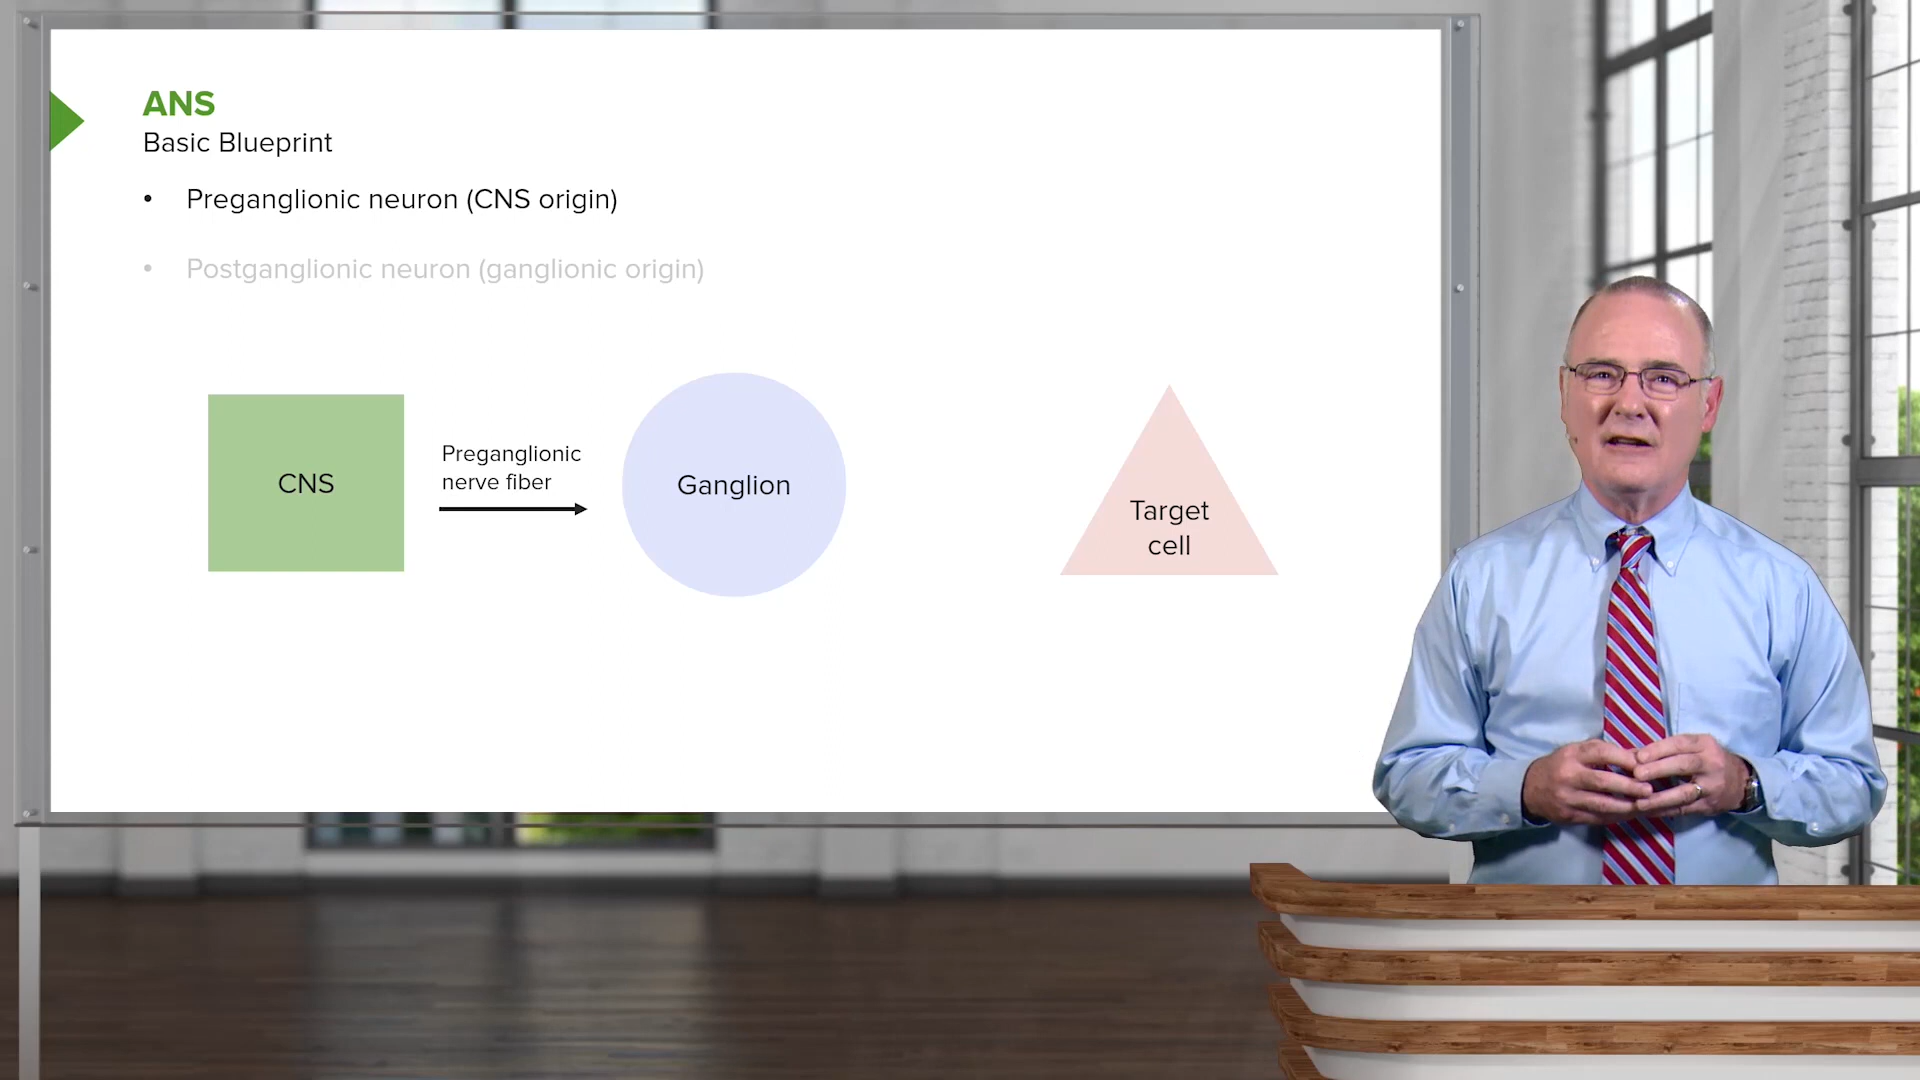 ANS
Basic Blueprint
• Preganglionic neuron (CNS origin)
• Postganglionic neuron (ganglionic origin)
CNS
Preganglionic
nerve fiber
Ganglion
Target
cell